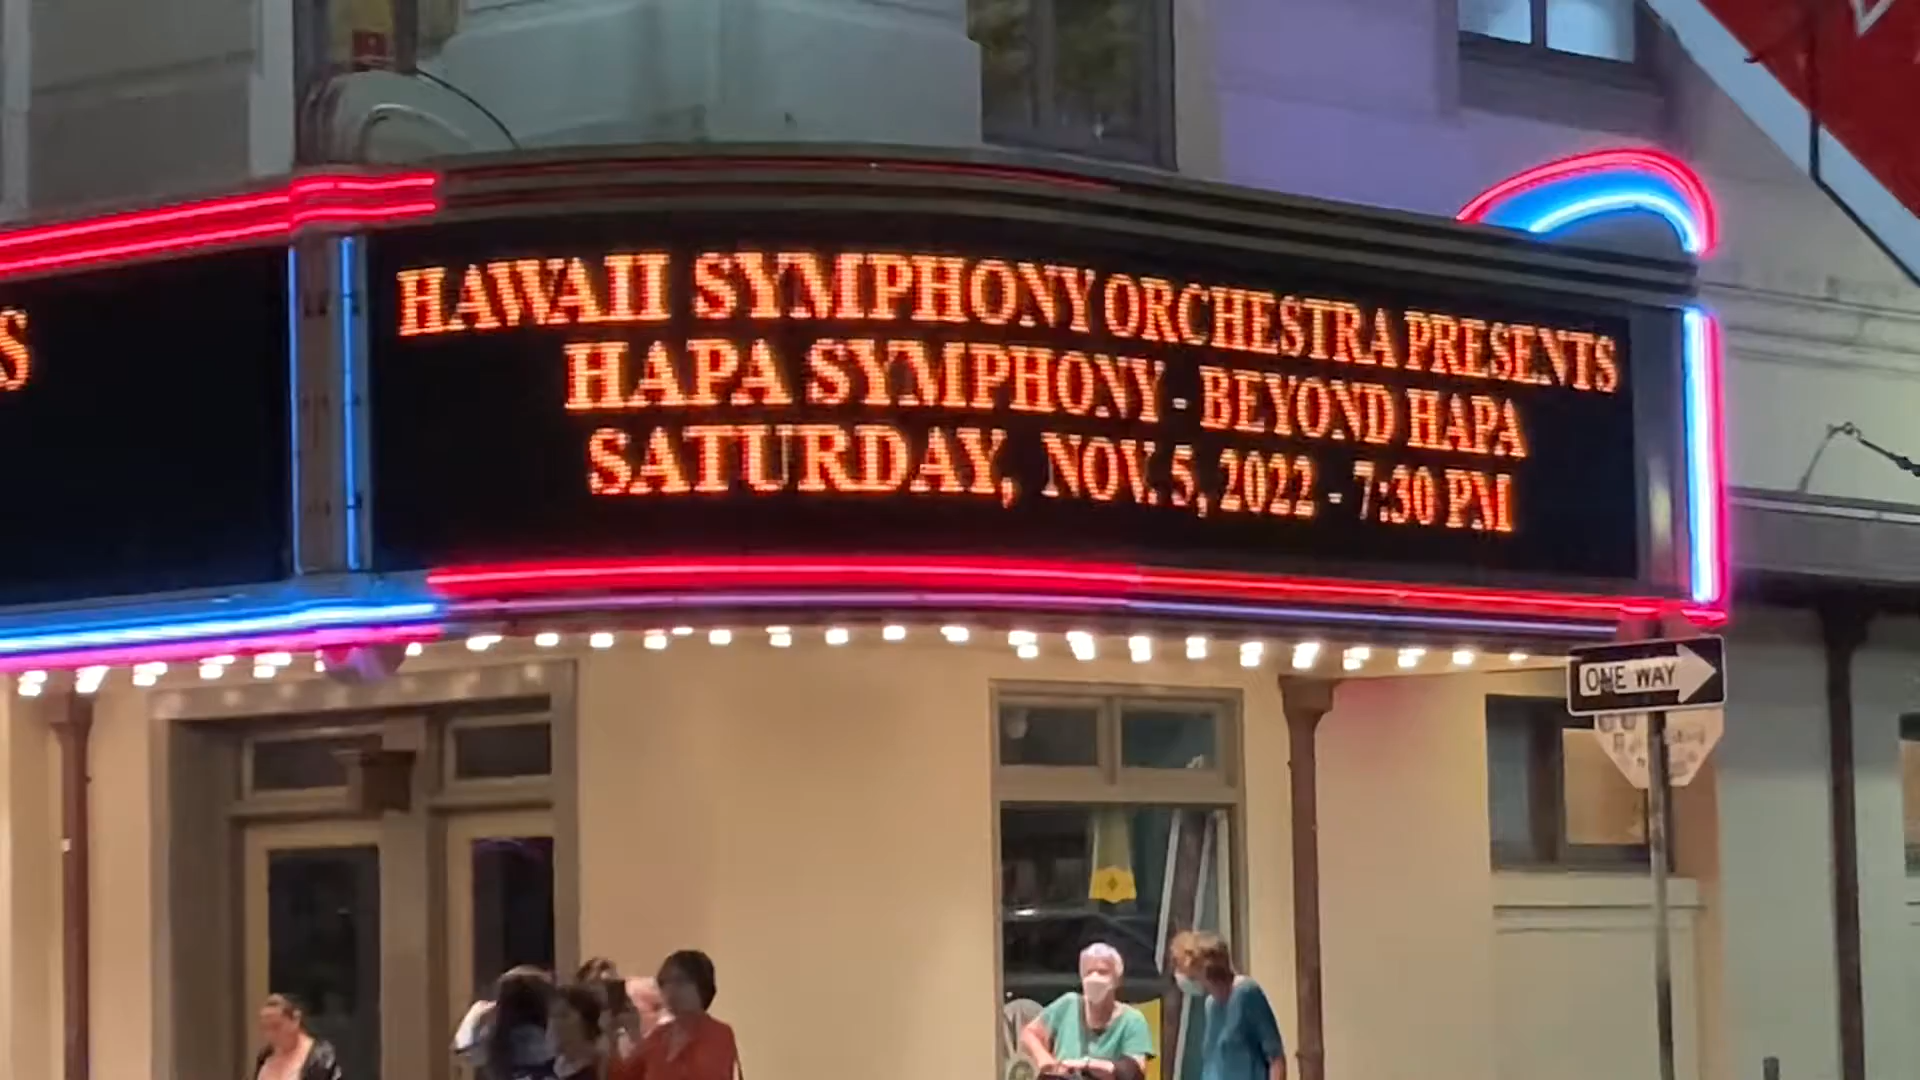 S
HAWAII SYMPHONY ORCHESTRA PRESENTS
HAPA SYMPHONY - BEYOND HAPA
SATURDAY, NOV. 5, 2022 - 7:30 PM
ONE WAY